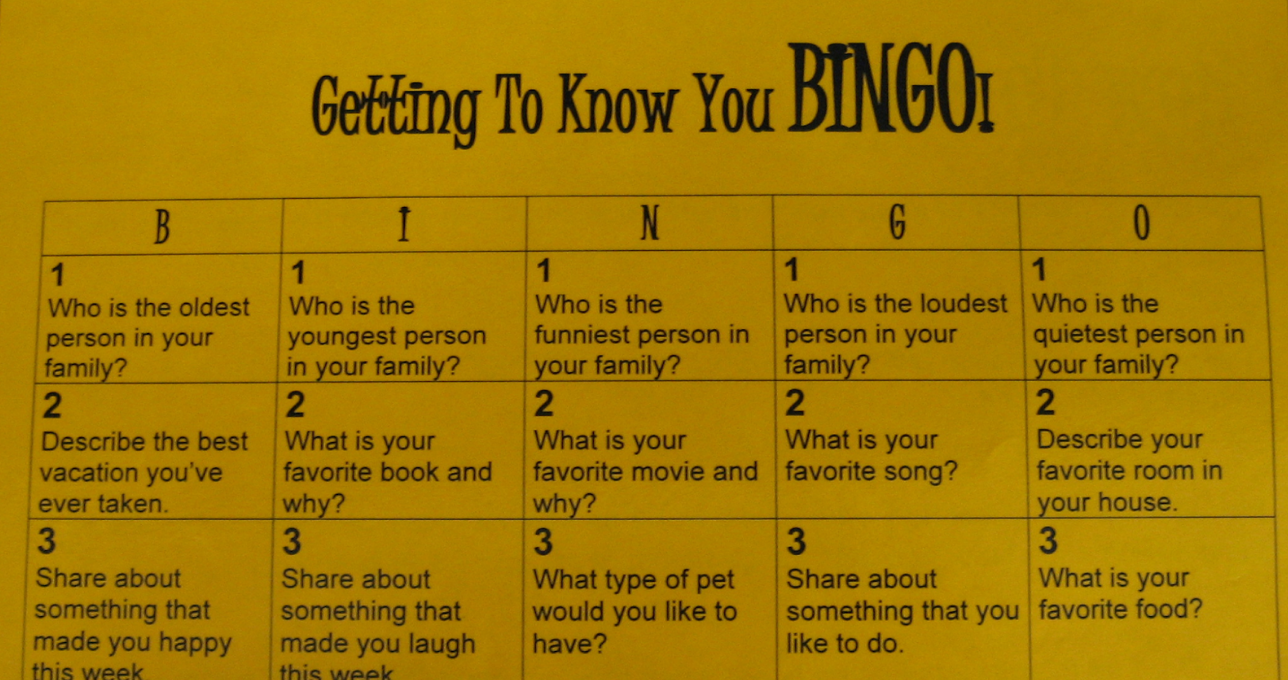 Getting To Know You BINGO!
B I N G O
1
Who is the oldest
person in your
family?
1
Who is the
youngest person
in your family?
1
Who is the
funniest person in
your family?
1
Who is the loudest
person in your
family?
1
Who is the
quietest person in
your family?
2
Describe the best
vacation you've
ever taken.
2
What is your
favorite book and
why?
2
What is your
favorite movie and
why?
2
What is your
favorite song?
2
Describe your
favorite room in
your house.
3
Share about
something that
made you happy
this week
3
Share about
something that
made you laugh
this week
3
What type of pet
would you like to
have?
3
Share about
something that you
like to do.
3
What is your
favorite food?